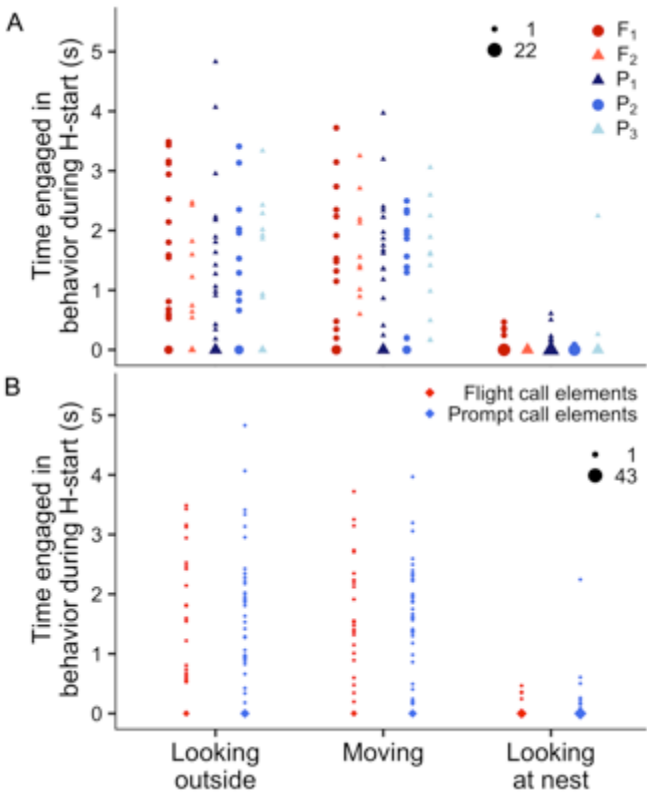 A
Time engaged in
behavior during H-start (s)
5
4
3
2
1
0
1
22
F₁
F₂
P₁
P₂
P₃
B
Time engaged in
behavior during H-start (s)
5
4
3
2
1
0
Flight call elements
Prompt call elements
1
43
Looking
outside
Moving
Looking
at nest